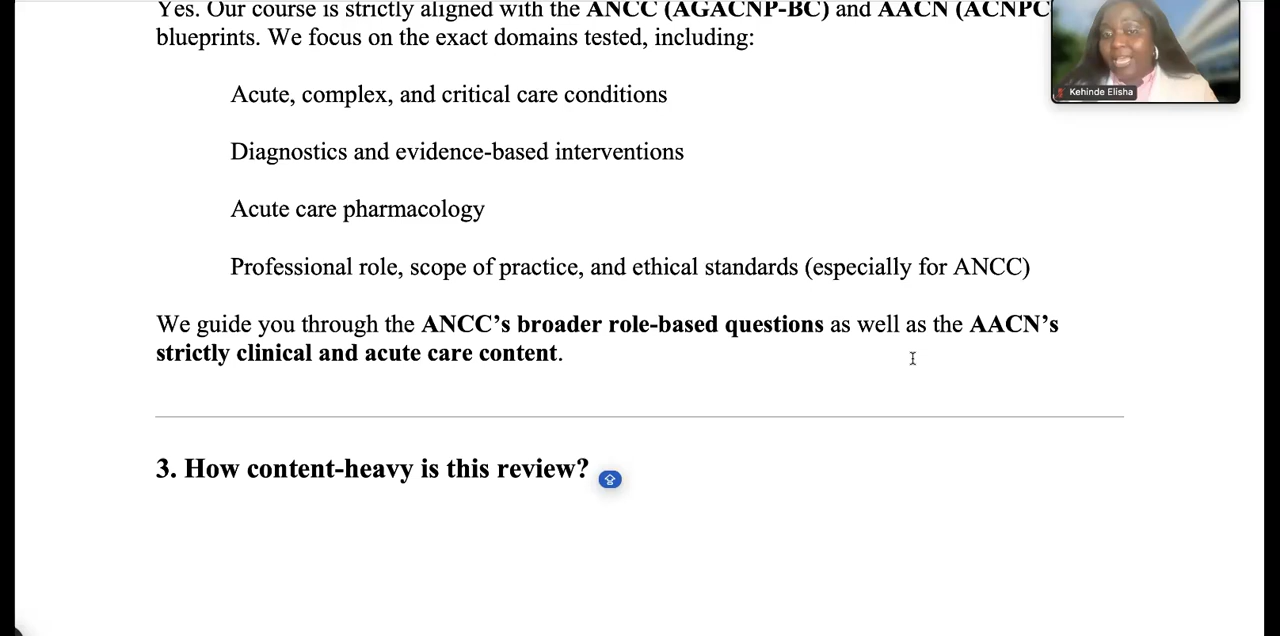 Yes. Our course is strictly aligned with the ANCC (AGACNP-BC) and AACN (ACNPC
blueprints. We focus on the exact domains tested, including:
Kehinde Elisha
Acute, complex, and critical care conditions
Diagnostics and evidence-based interventions
Acute care pharmacology
Professional role, scope of practice, and ethical standards (especially for ANCC)
We guide you through the ANCC’s broader role-based questions as well as the AACN’s
strictly clinical and acute care content.
3. How content-heavy is this review?